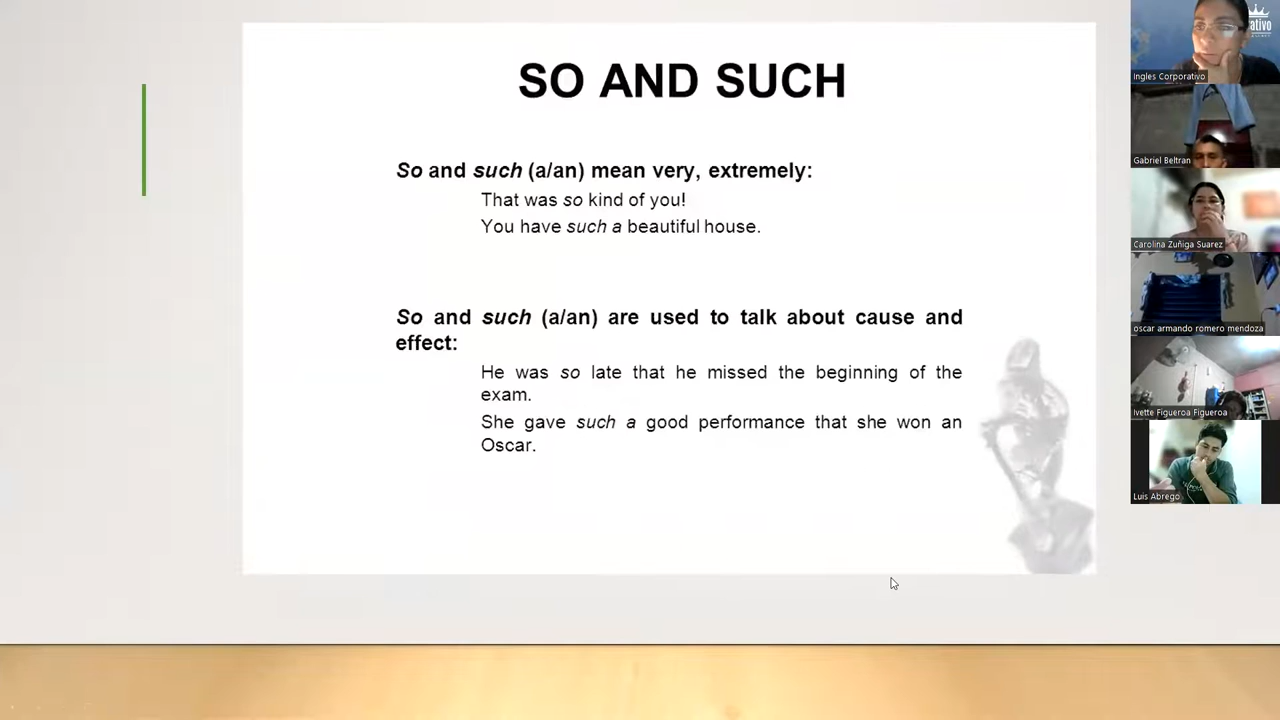 SO AND SUCH
So and such (a/an) mean very, extremely:
That was so kind of you!
You have such a beautiful house.
So and such (a/an) are used to talk about cause and
effect:
He was so late that he missed the beginning of the
exam.
She gave such a good performance that she won an
Oscar.
ativo
Ingles Corporativo
Gabriel Beltran
Carolina Zuñiga Suarez
oscar armando romero mendoza
Ivette Figueroa Figueroa
Luis Abrego